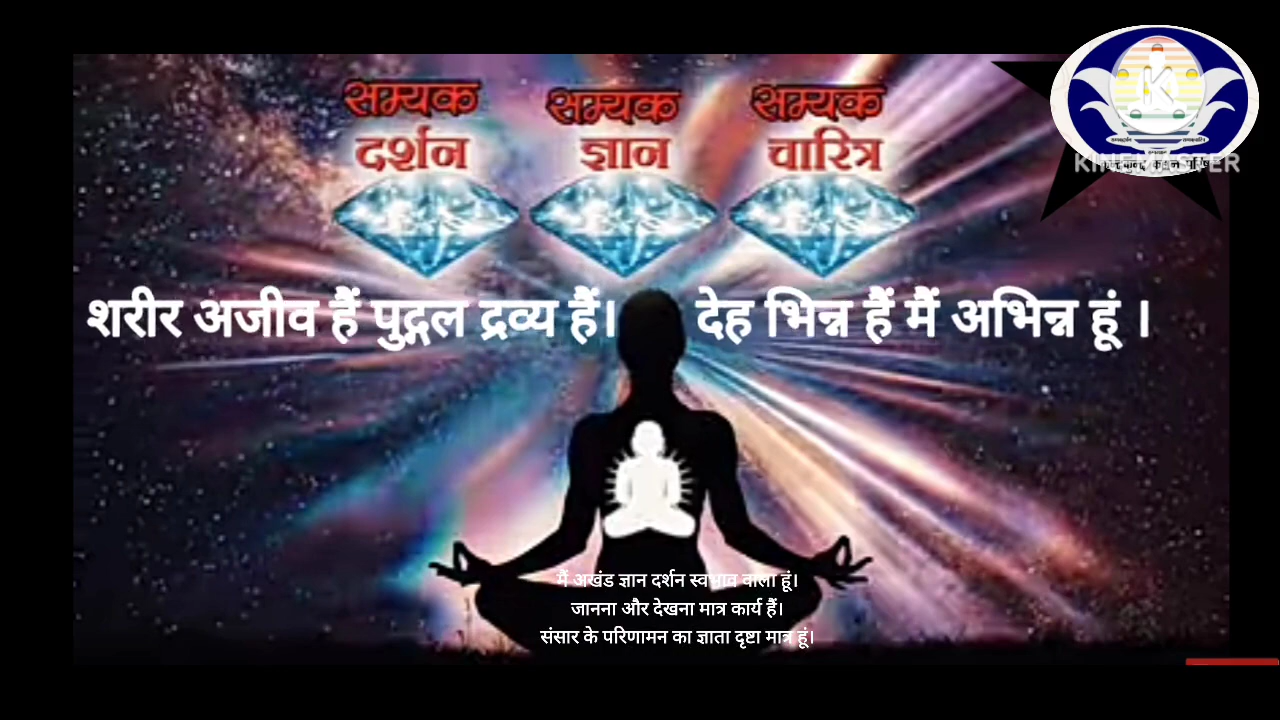 सम्यक सम्यक सम्यक
दर्शन ज्ञान चारित्र
KINEMASTER
शरीर अजीव हैं पुद्गल द्रव्य हैं। देह भिन्न हैं मैं अभिन्न हूं ।
मैं अखंड ज्ञान दर्शन स्वभाव वाला हूं।
जानना और देखना मात्र कार्य हैं।
संसार के परिणामन का ज्ञाता दृष्टा मात्र हूं।